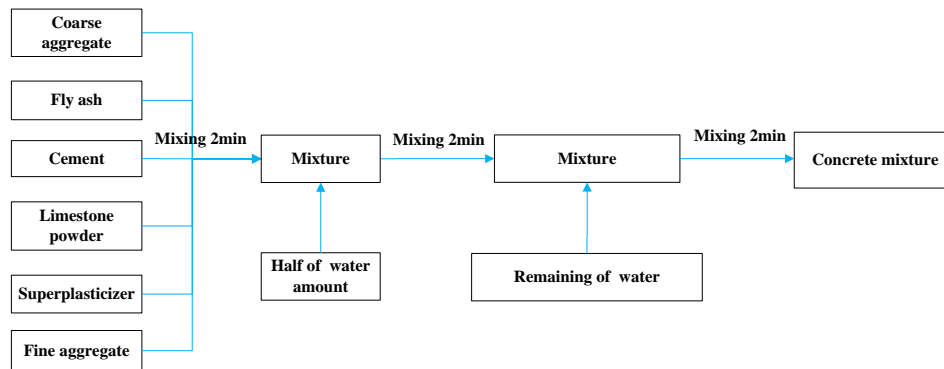 Coarse
aggregate
Fly ash
Cement
Limestone
powder
Superplasticizer
Fine aggregate
Mixing 2min
Mixture
Half of water
amount
Mixing 2min
Mixture
Remaining of water
Mixing 2min
Concrete mixture